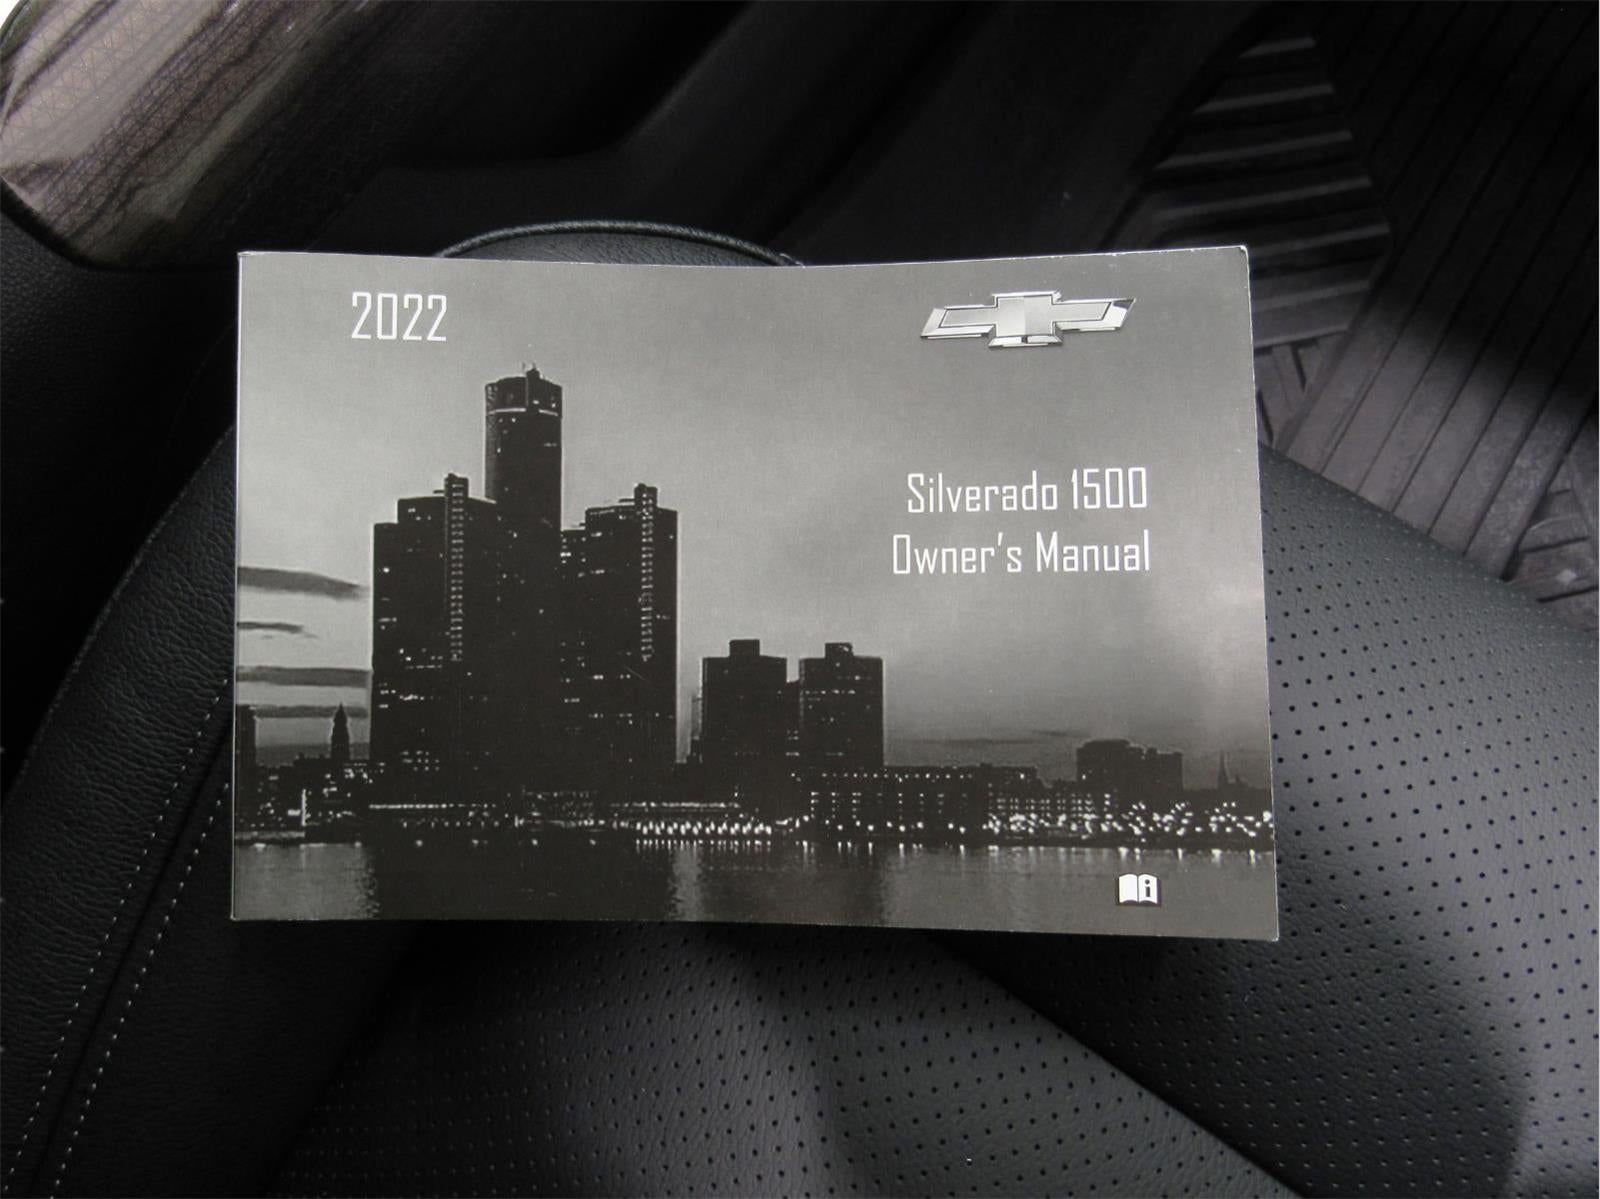 2022
Silverado 1500
Owner's Manual
i